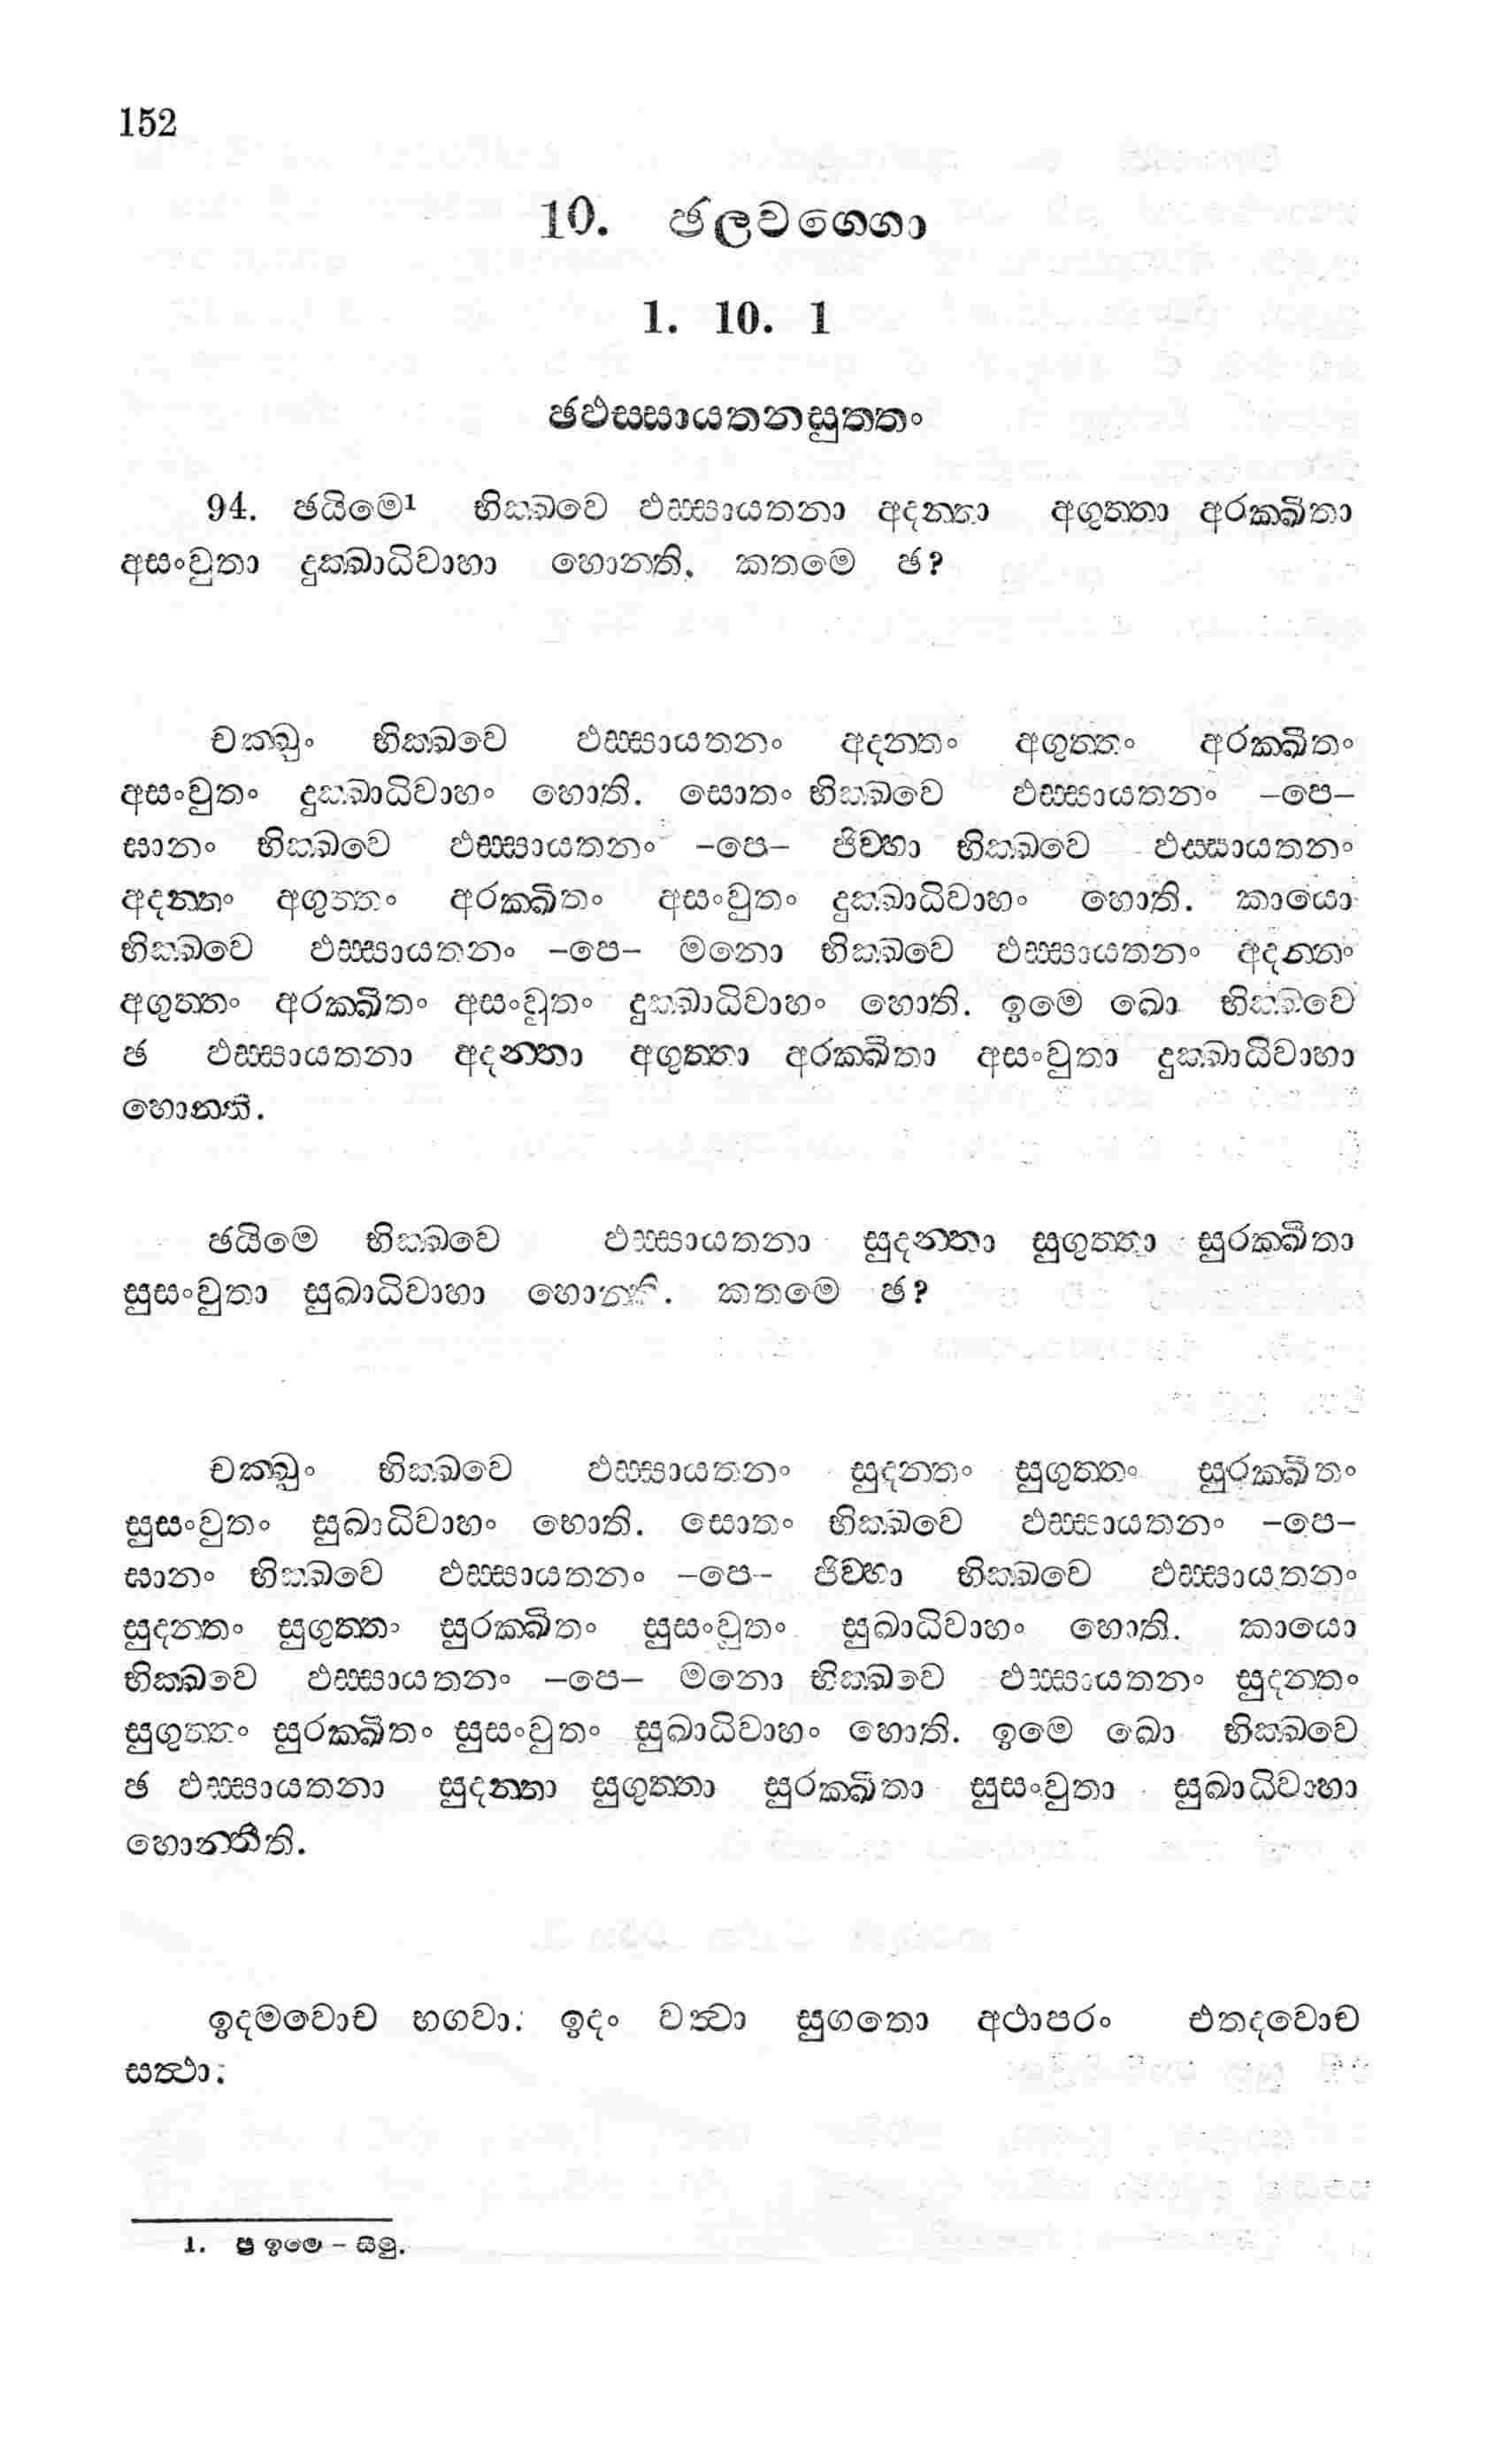 152
10. ඡලවගෙගා
1. 10. 1
ඡඵසසායතනසුතතං
94. ඡයිමෙ¹ භික‍්ඛවෙ ඵස‍්සායතනා අදන‍්තා අගුත‍්තා අරක‍්ඛිතා
අසංවුතා දුක‍්ඛාධිවාහා හොනති. කතමෙ ඡ?
චක‍්ඛුං භික‍්ඛවෙ ඵස‍්සායතනං අදන‍්තං අගුත‍්තං අරක‍්ඛිතං
අසංවුතං දුක‍්ඛාධිවාහං හොති. සොතං භික‍්ඛවෙ ඵස‍්සායතනං –පෙ–
ඝානං භික‍්ඛවෙ ඵස‍්සායතනං –පෙ– ජිව‍්හා භික‍්ඛවෙ ඵස‍්සායතනං
අදන‍්තං අගුත‍්තං අරක‍්ඛිතං අසංවුතං දුක‍්ඛාධිවාහං හොති. කායො
භික‍්ඛවෙ ඵස‍්සායතනං –පෙ– මනො භික‍්ඛවෙ ඵස‍්සායතනං අදන‍්තං
අගුත‍්තං අරක‍්ඛිතං අසංවුතං දුක‍්ඛාධිවාහං හොති. ඉමෙ ඛො භික‍්ඛවෙ
ඡ ඵස‍්සායතනා අදන‍්තා අගුත‍්තා අරක‍්ඛිතා අසංවුතා දුක‍්ඛාධිවාහා
හොන‍්ති.
ඡයිමෙ භික‍්ඛවෙ ඵස‍්සායතනා සුදන‍්තා සුගුත‍්තා සුරක‍්ඛිතා
සුසංවුතා සුඛාධිවාහා හොන‍්ති. කතමෙ ඡ?
චක‍්ඛුං භික‍්ඛවෙ ඵස‍්සායතනං සුදන‍්තං සුගුත‍්තං සුරක‍්ඛිතං
සුසංවුතං සුඛාධිවාහං හොති. සොතං භික‍්ඛවෙ ඵස‍්සායතනං –පෙ–
ඝානං භික‍්ඛවෙ ඵස‍්සායතනං –පෙ– ජිව‍්හා භික‍්ඛවෙ ඵස‍්සායතනං
සුදන‍්තං සුගුත‍්තං සුරක‍්ඛිතං සුසංවුතං සුඛාධිවාහං හොති. කායො
භික‍්ඛවෙ ඵස‍්සායතනං –පෙ– මනො භික‍්ඛවෙ ඵස‍්සායතනං සුදන‍්තං
සුගුත‍්තං සුරක‍්ඛිතං සුසංවුතං සුඛාධිවාහං හොති. ඉමෙ ඛො භික‍්ඛවෙ
ඡ ඵස‍්සායතනා සුදන‍්තා සුගුත‍්තා සුරක‍්ඛිතා සුසංවුතා සුඛාධිවාහා
හොන‍්තීති.
ඉදමවොච භගවා: ඉදං වත්‍වා සුගතො අථාපරං එතදවොච
සත්‍ථා:
1. ඉමෙ – සීමු.